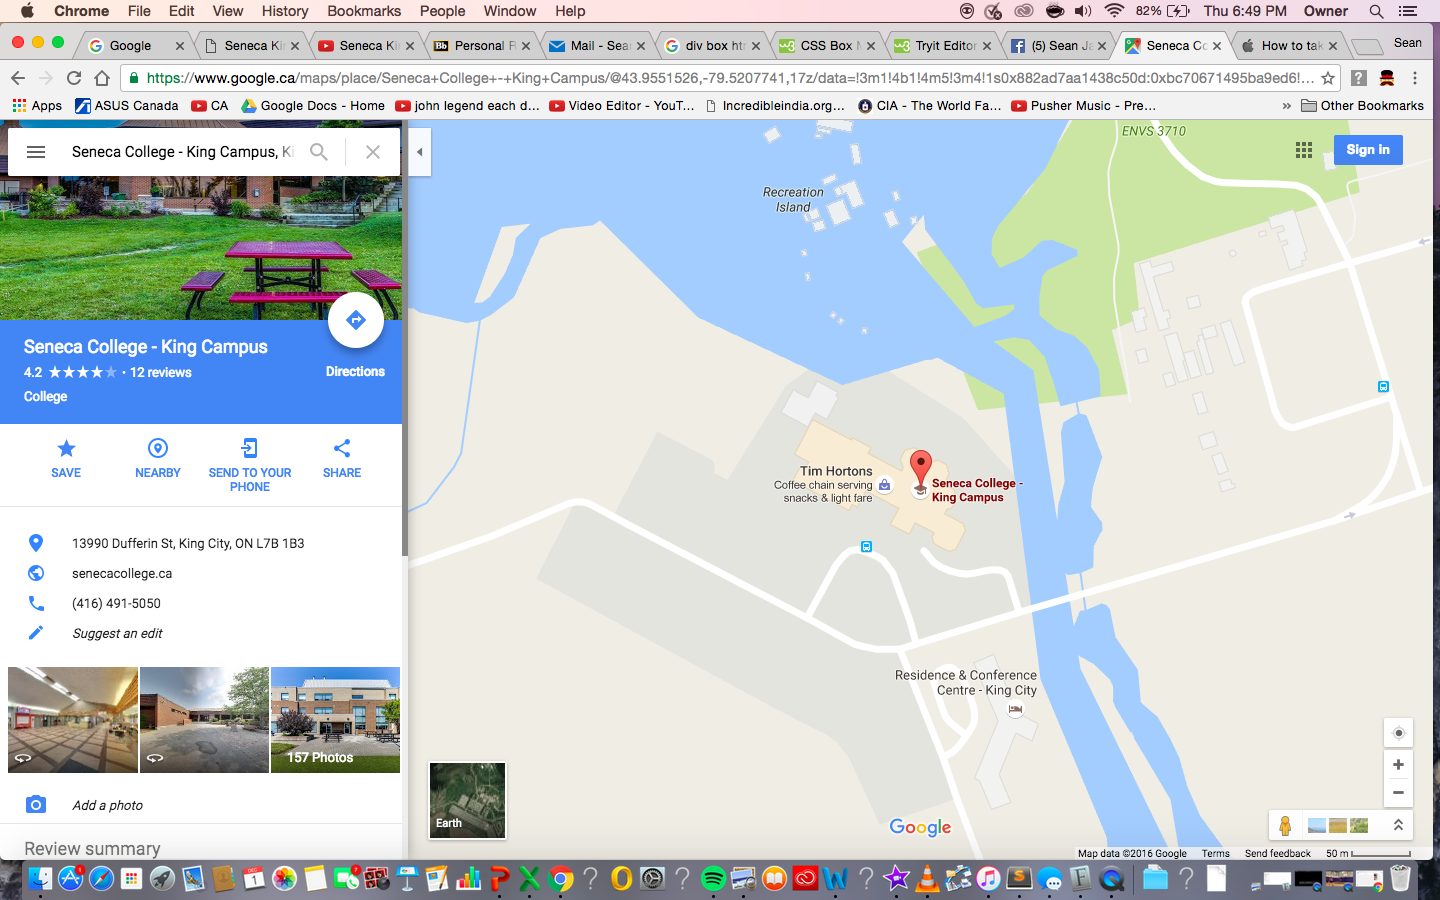 Chrome File Edit View History Bookmarks People Window Help 82% Thu 6:49 PM Owner
Google Seneca Kin Seneca Kin Personal F Mail - Sea div box htm CSS Box M Tryit Editor (5) Sean Ja Seneca Co How to tak Sean
https://www.google.ca/maps/place/Seneca+College+-+King+Campus/@43.9551526,-79.5207741,17z/data=!3m1!4b1!4m5!3m4!1s0x882ad7aa1438c50d:0xbc70671495ba9ed6!...
Apps ASUS Canada CA Google Docs - Home john legend each d... Video Editor - YouT... Incredibleindia.org... CIA - The World Fa... Pusher Music - Pre... » Other Bookmarks
Seneca College - King Campus, Ki
Sign in
Seneca College - King Campus
4.2 · 12 reviews
Directions
College
SAVE
NEARBY
SEND TO YOUR
PHONE
SHARE
13990 Dufferin St, King City, ON L7B 1B3
senecacollege.ca
(416) 491-5050
Suggest an edit
157 Photos
Add a photo
Review summary
ENVS 3710
Recreation
Island
Tim Hortons
Coffee chain serving
snacks & light fare
Seneca College -
King Campus
Residence & Conference
Centre - King City
Earth
Google
Map data ©2016 Google Terms Send feedback 50 m